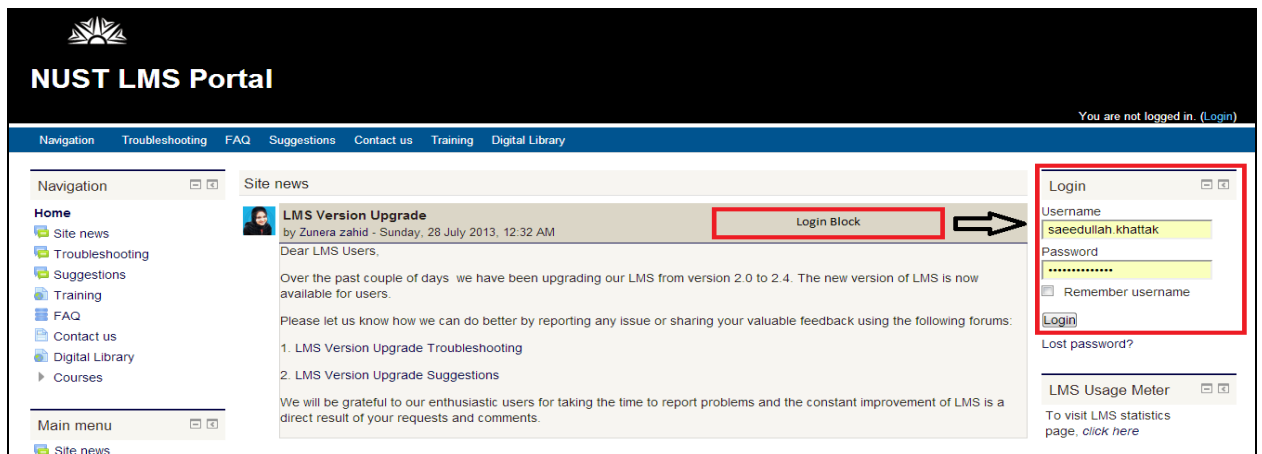 NUST LMS Portal
You are not logged in. (Login)
Navigation Troubleshooting FAQ Suggestions Contact us Training Digital Library
Navigation
Home
Site news
Troubleshooting
Suggestions
Training
FAQ
Contact us
Digital Library
Courses
Main menu
Site news
Site news
LMS Version Upgrade
by Zunera zahid - Sunday, 28 July 2013, 12:32 AM
Login Block
Dear LMS Users,
Over the past couple of days we have been upgrading our LMS from version 2.0 to 2.4. The new version of LMS is now
available for users.
Please let us know how we can do better by reporting any issue or sharing your valuable feedback using the following forums:
1. LMS Version Upgrade Troubleshooting
2. LMS Version Upgrade Suggestions
We will be grateful to our enthusiastic users for taking the time to report problems and the constant improvement of LMS is a
direct result of your requests and comments.
Login
Username
saeedullah.khattak
Password
••••••••••••••
Remember username
Login
Lost password?
LMS Usage Meter
To visit LMS statistics
page, click here